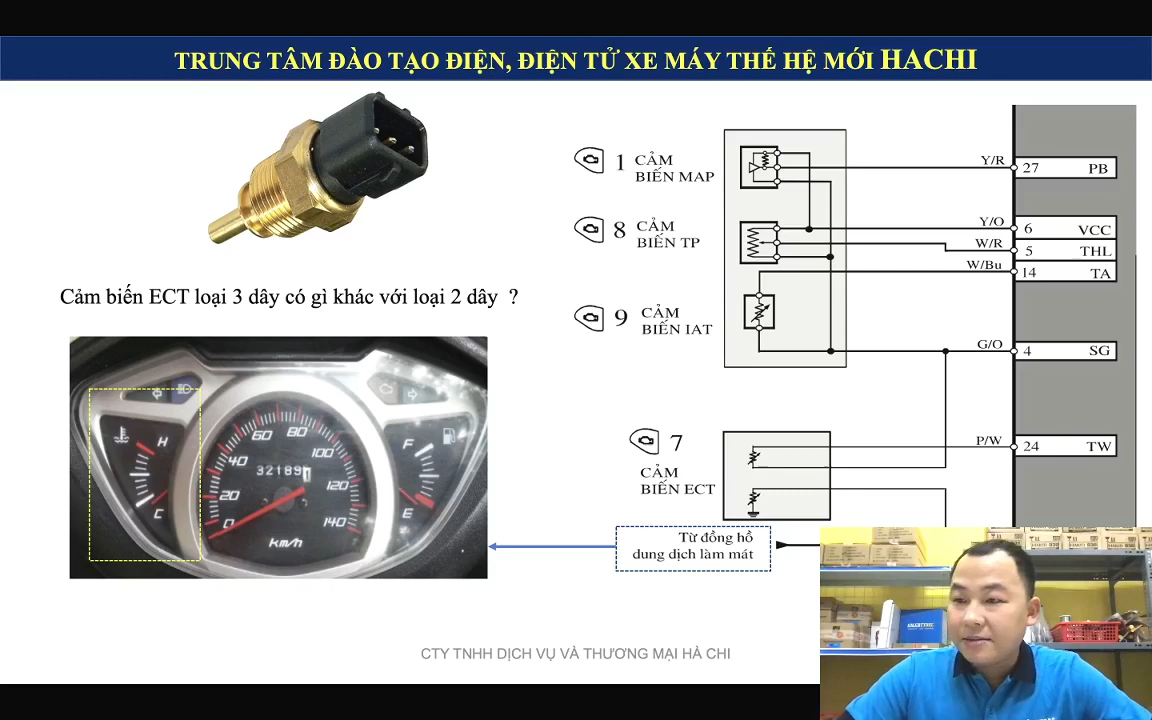 TRUNG TÂM ĐÀO TẠO ĐIỆN, ĐIỆN TỬ XE MÁY THẾ HỆ MỚI HACHI
1 CẢM
BIẾN MAP
8 CẢM
BIẾN TP
9 CẢM
BIẾN IAT
7
CẢM
BIẾN ECT
Y/R 27 PB
Y/O 6 VCC
W/R 5 THL
W/Bu 14 TA
G/O 4 SG
P/W 24 TW
Cảm biến ECT loại 3 dây có gì khác với loại 2 dây ?
H
C
0
20
40
60
80
100
120
140
32189
km/h
F
E
Từ đồng hồ
dung dịch làm mát
CTY TNHH DỊCH VỤ VÀ THƯƠNG MẠI HÀ CHI